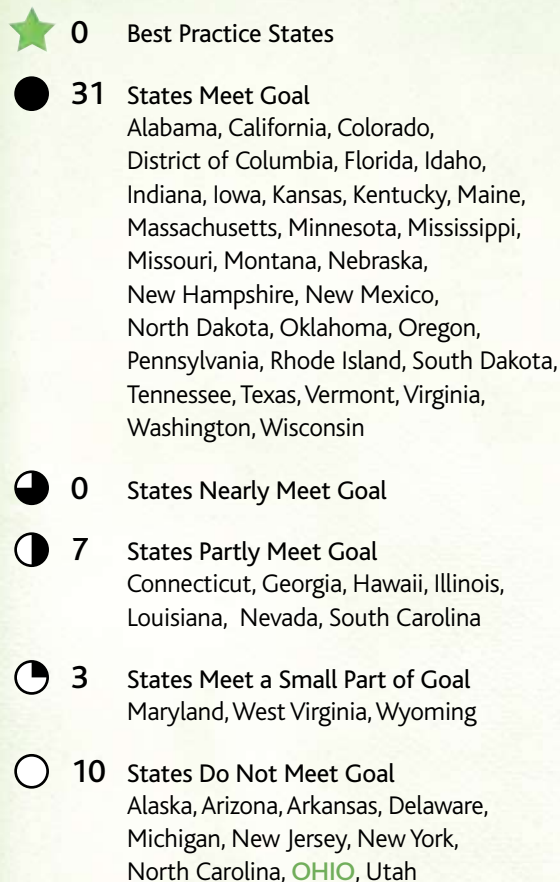 0 Best Practice States
31 States Meet Goal
Alabama, California, Colorado,
District of Columbia, Florida, Idaho,
Indiana, Iowa, Kansas, Kentucky, Maine,
Massachusetts, Minnesota, Mississippi,
Missouri, Montana, Nebraska,
New Hampshire, New Mexico,
North Dakota, Oklahoma, Oregon,
Pennsylvania, Rhode Island, South Dakota,
Tennessee, Texas, Vermont, Virginia,
Washington, Wisconsin
0 States Nearly Meet Goal
7 States Partly Meet Goal
Connecticut, Georgia, Hawaii, Illinois,
Louisiana, Nevada, South Carolina
3 States Meet a Small Part of Goal
Maryland, West Virginia, Wyoming
10 States Do Not Meet Goal
Alaska, Arizona, Arkansas, Delaware,
Michigan, New Jersey, New York,
North Carolina, OHIO, Utah